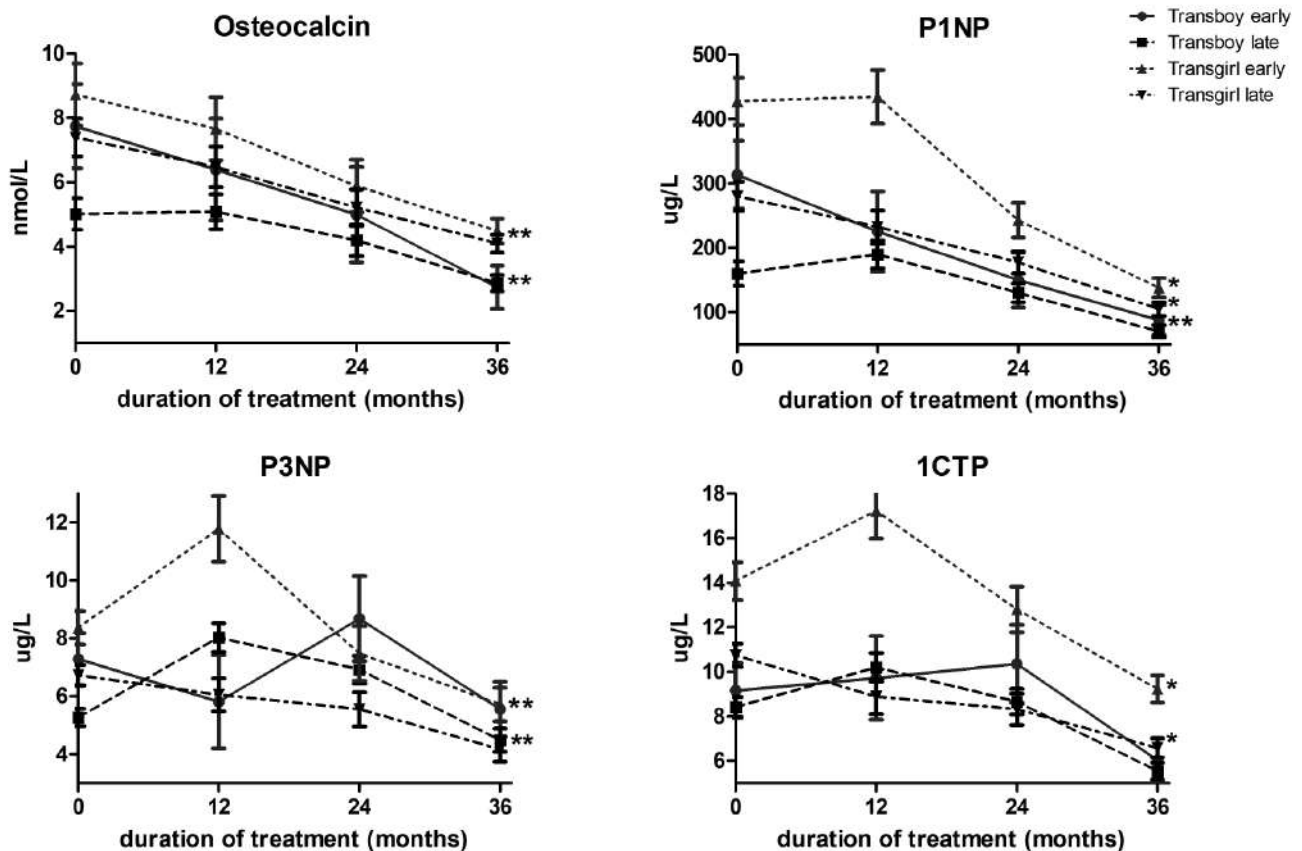 Osteocalcin
nmol/L
10
8
6
4
2
0
12
24
36
**
**
duration of treatment (months)
P1NP
ug/L
500
400
300
200
100
0
12
24
36
*
*
**
duration of treatment (months)
Transboy early
Transboy late
Transgirl early
Transgirl late
P3NP
ug/L
12
10
8
6
4
0
12
24
36
**
**
duration of treatment (months)
1CTP
ug/L
18
16
14
12
10
8
6
0
12
24
36
*
*
duration of treatment (months)